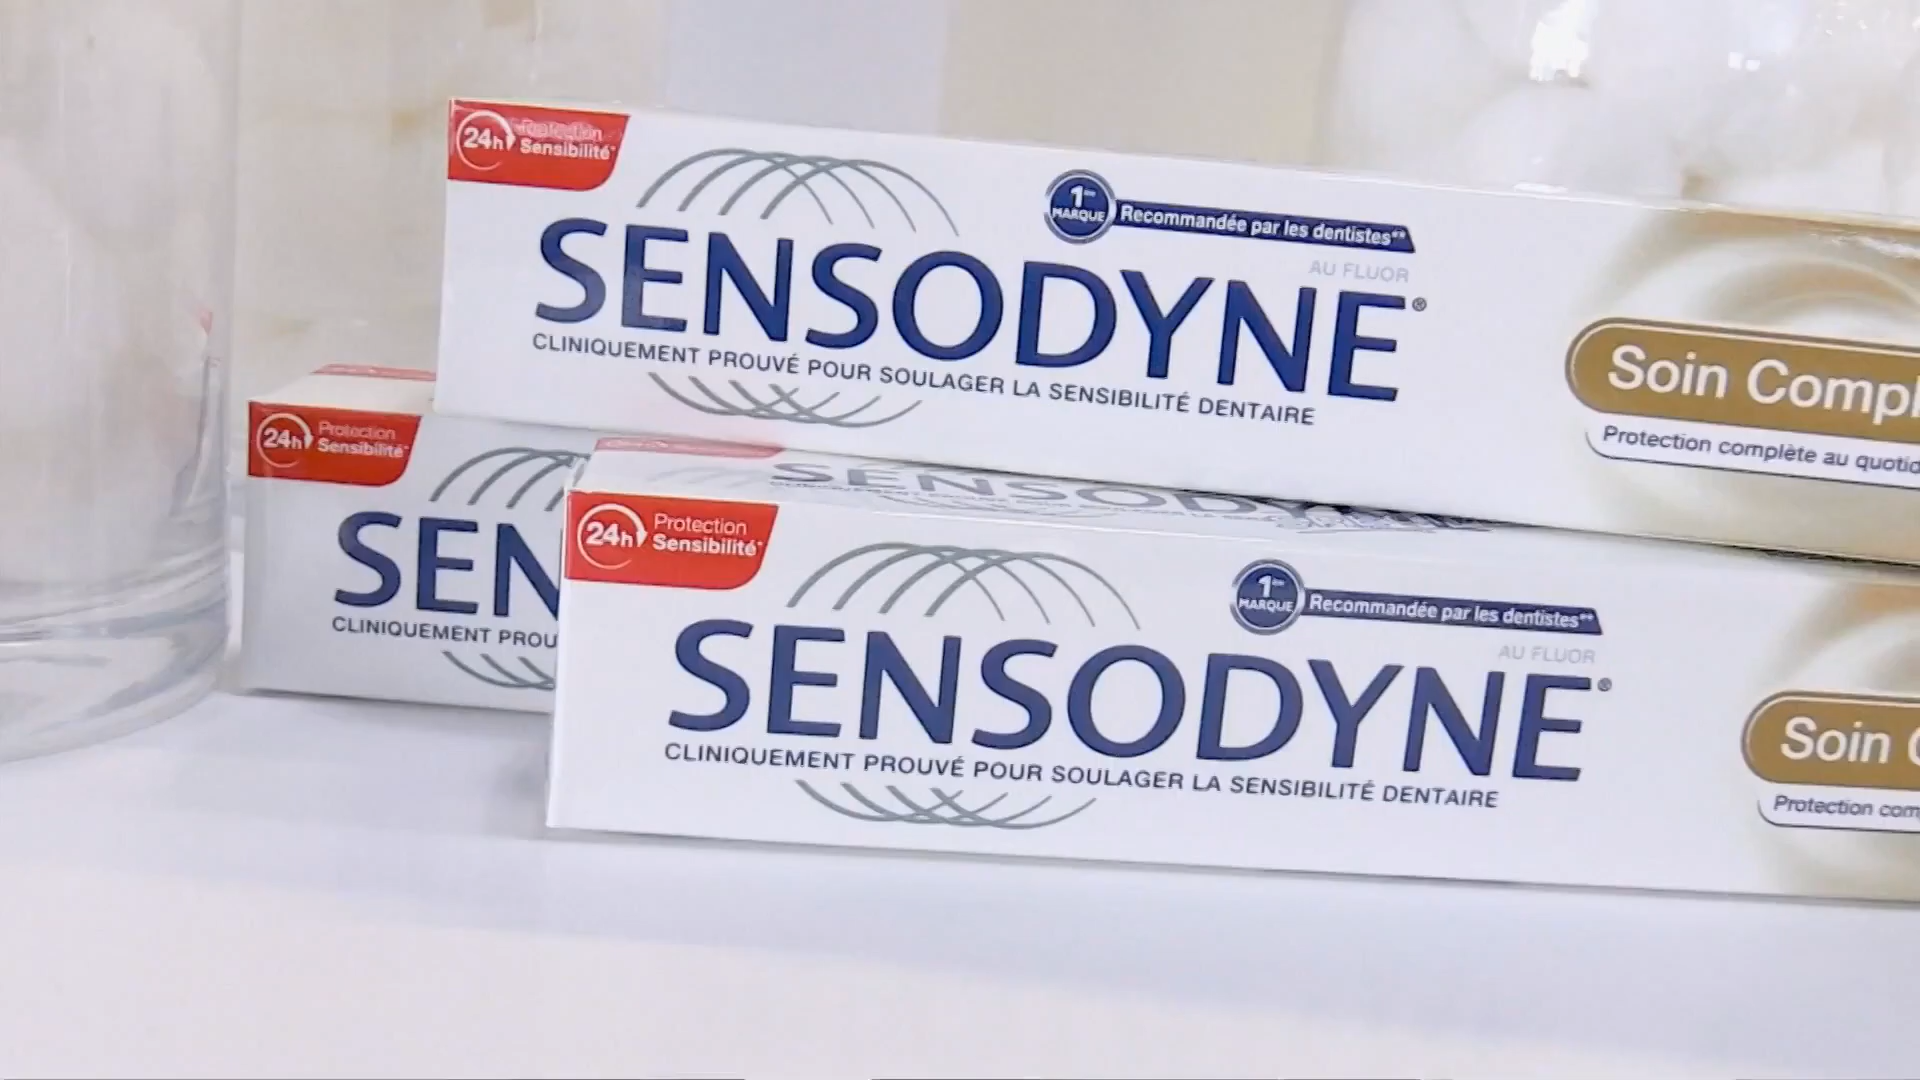 24h Protection
Sensibilité*
1ère
MARQUE
Recommandée par les dentistes**
AU FLUOR
SENSODYNE®
CLINIQUEMENT PROUVÉ POUR SOULAGER LA SENSIBILITÉ DENTAIRE
Soin Compl
Protection complète au quotid
24h Protection
Sensibilité*
SEN
CLINIQUEMENT PROU
SENSODYNE
24h Protection
Sensibilité*
1ère
MARQUE
Recommandée par les dentistes**
AU FLUOR
SENSODYNE®
CLINIQUEMENT PROUVÉ POUR SOULAGER LA SENSIBILITÉ DENTAIRE
Soin
Protection com